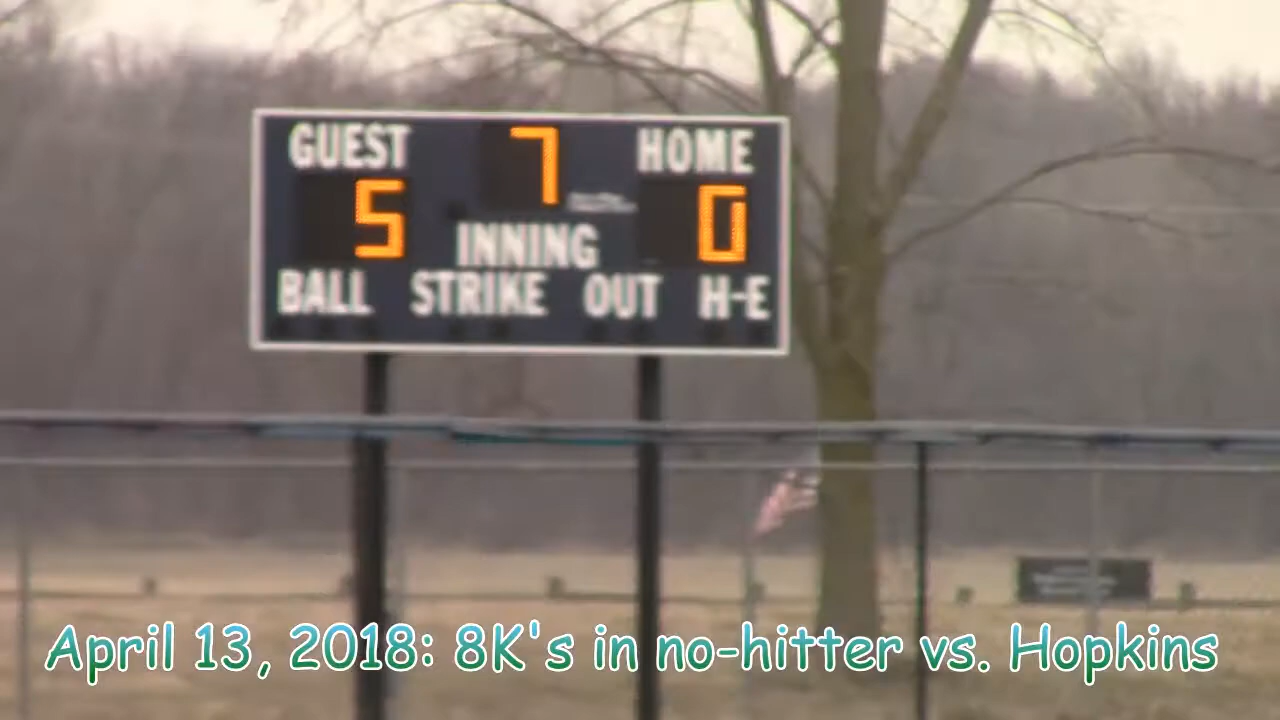 GUEST 7 HOME
5 0
INNING
BALL STRIKE OUT H-E
April 13, 2018: 8K's in no-hitter vs. Hopkins